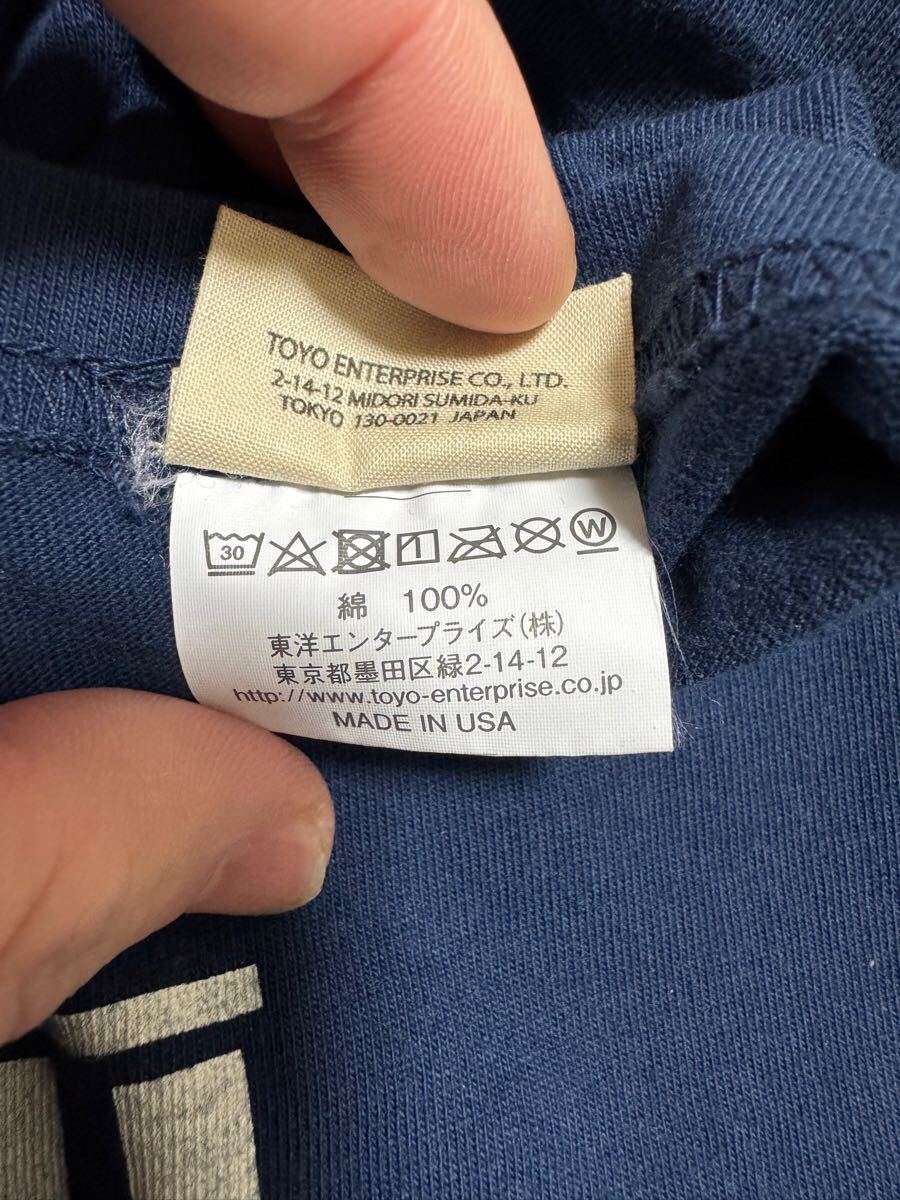 TOYO ENTERPRISE CO., LTD.
2-14-12 MIDORI SUMIDA-KU
TOKYO 130-0021 JAPAN
30 W
綿 100%
東洋エンタープライズ(株)
東京都墨田区緑2-14-12
http://www.toyo-enterprise.co.jp
MADE IN USA